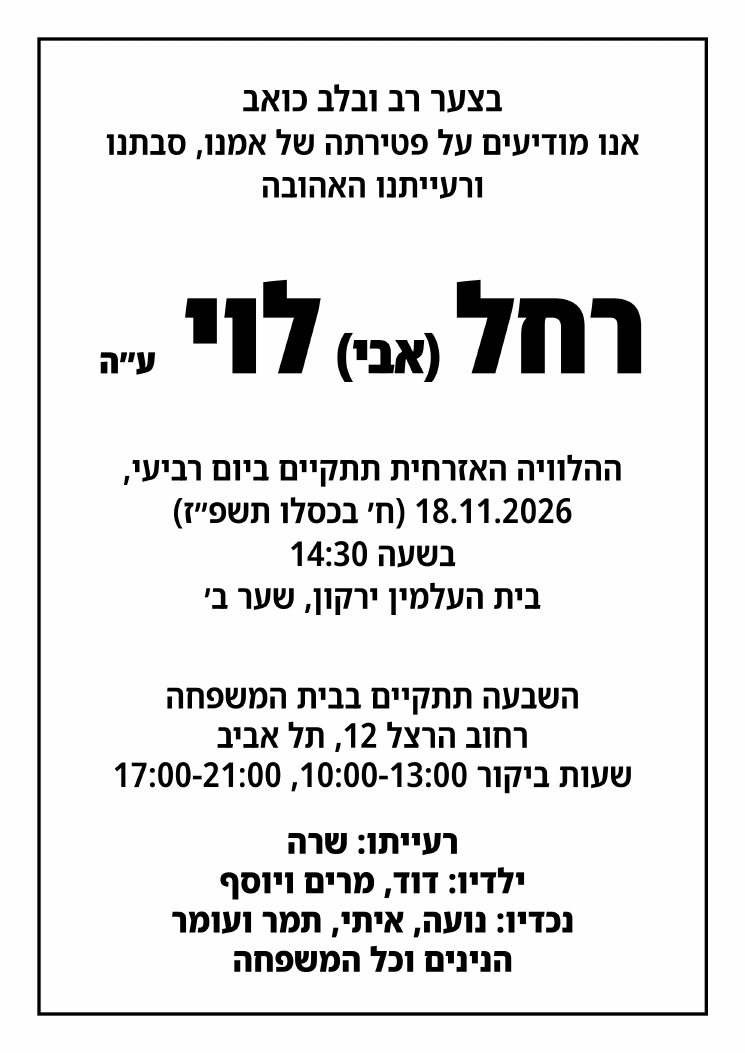 בצער רב ובלב כואב
אנו מודיעים על פטירתה של אמנו, סבתנו
ורעייתנו האהובה
רחל (אבי) לוי ע״ה
ההלוויה האזרחית תתקיים ביום רביעי,
18.11.2026 (ח׳ בכסלו תשפ״ז)
בשעה 14:30
בית העלמין ירקון, שער ב׳
השבעה תתקיים בבית המשפחה
רחוב הרצל 12, תל אביב
שעות ביקור 10:00-13:00, 17:00-21:00
רעייתו: שרה
ילדיו: דוד, מרים ויוסף
נכדיו: נועה, איתי, תמר ועומר
הנינים וכל המשפחה